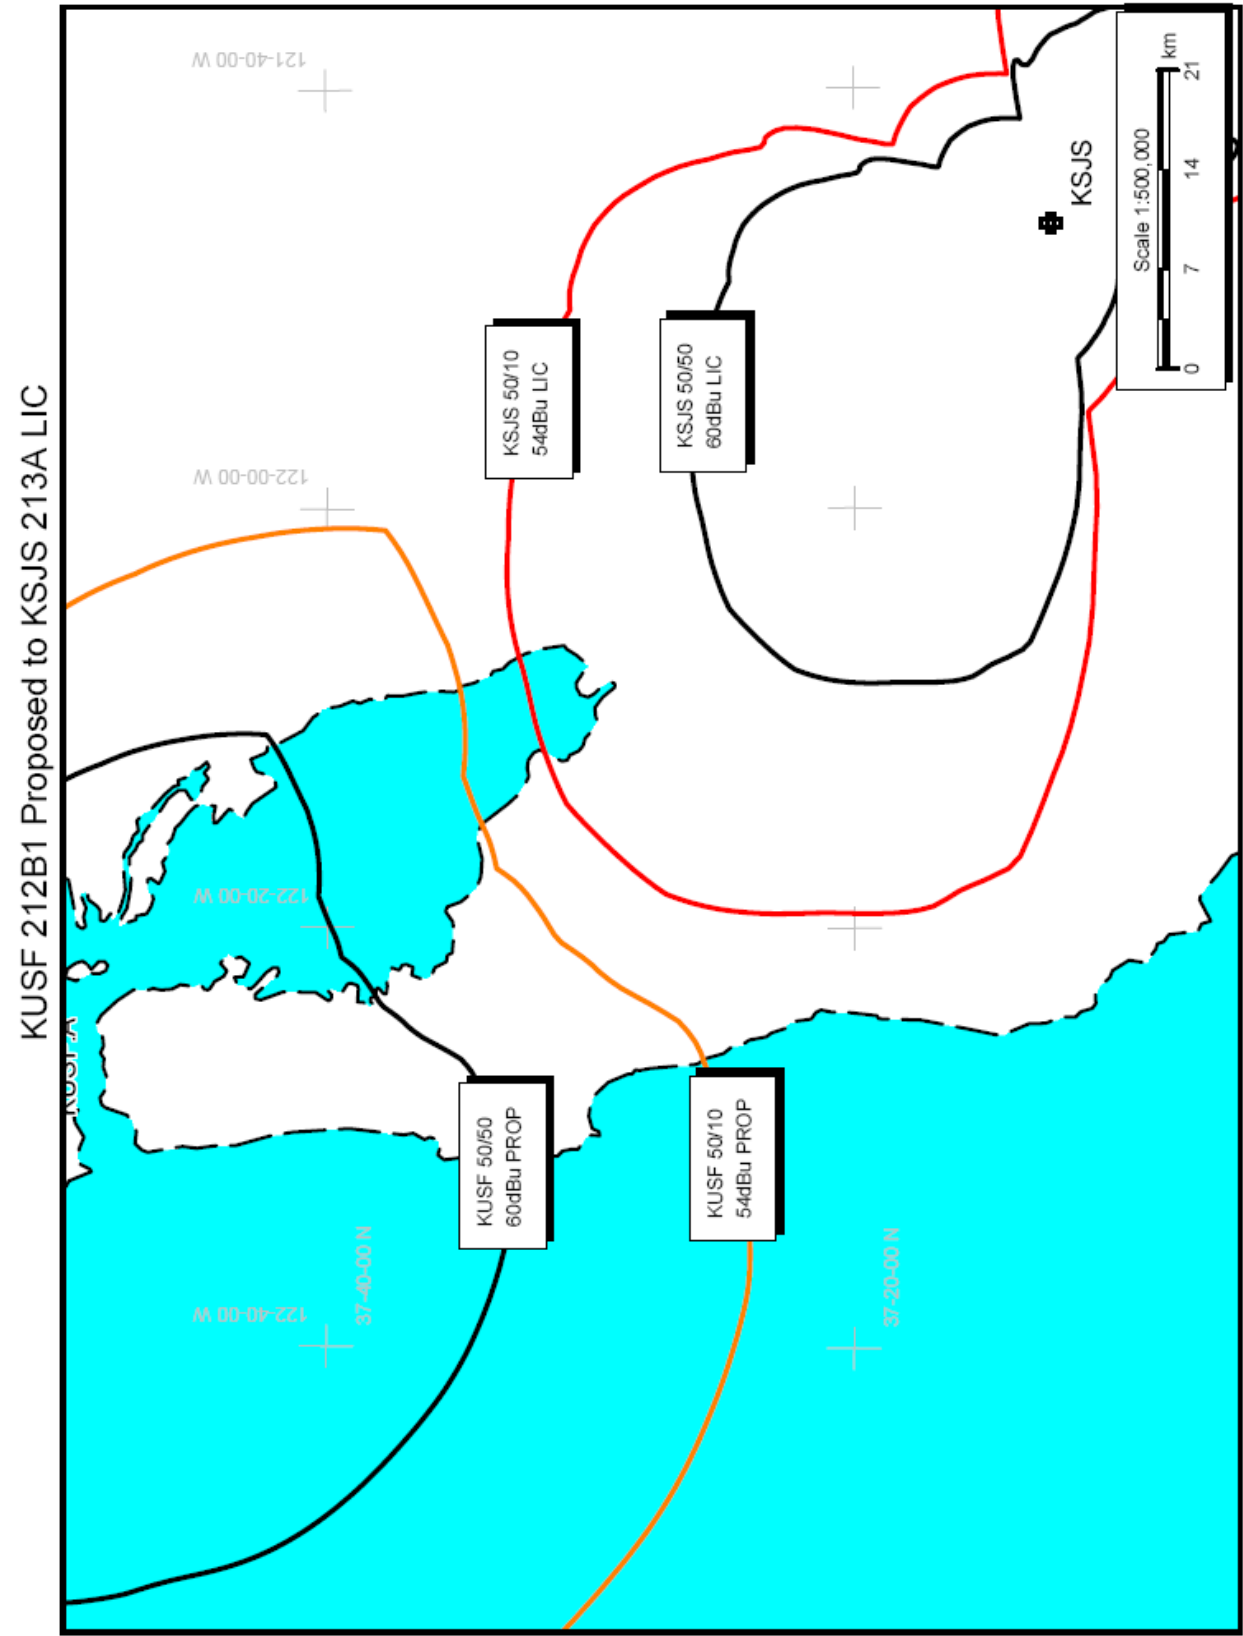 KUSF 212B1 Proposed to KSJS 213A LIC
122-40-00 W
122-20-00 W
122-00-00 W
121-40-00 W
37-40-00 N
37-20-00 N
KUSF 50/50
60dBu PROP
KUSF 50/10
54dBu PROP
KSJS 50/10
54dBu LIC
KSJS 50/50
60dBu LIC
KSJS
Scale 1:500,000
0 7 14 21 km